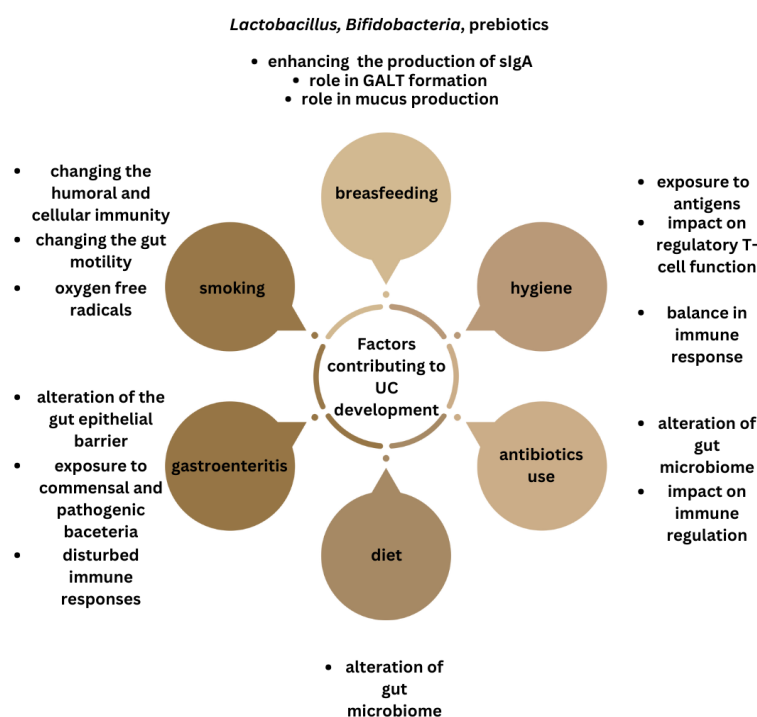 Lactobacillus, Bifidobacteria, prebiotics
• enhancing the production of sIgA
• role in GALT formation
• role in mucus production
breastfeeding
• changing the
humoral and
cellular immunity
• changing the gut
motility
• oxygen free
radicals
smoking
hygiene
• exposure to
antigens
• impact on
regulatory T-
cell function
• balance in
immune
response
Factors
contributing to
UC
development
• alteration of the
gut epithelial
barrier
• exposure to
commensal and
pathogenic
baceteria
• disturbed
immune
responses
gastroenteritis
antibiotics
use
• alteration of
gut
microbiome
• impact on
immune
regulation
diet
• alteration of
gut
microbiome